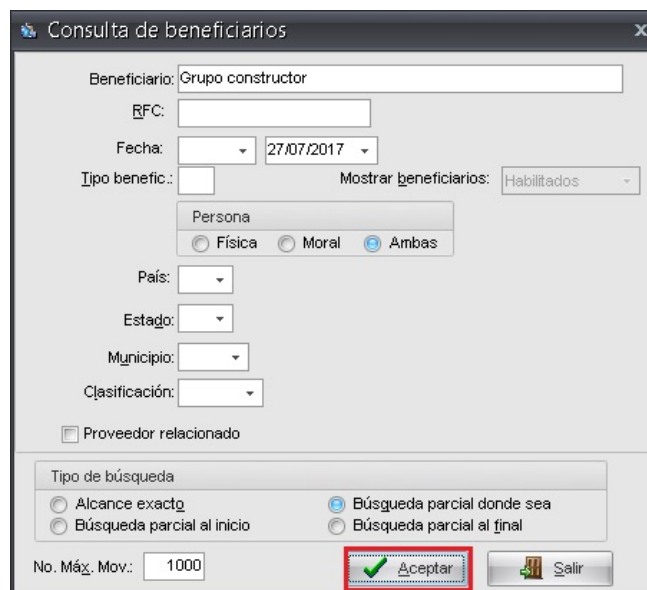 Consulta de beneficiarios
x
Beneficiario: Grupo constructor
RFC:
Fecha: 27/07/2017
Tipo benefic.: Mostrar beneficiarios: Habilitados
Persona
Física Moral Ambas
País:
Estado:
Municipio:
Clasificación:
Proveedor relacionado
Tipo de búsqueda
Alcance exacto Búsqueda parcial donde sea
Búsqueda parcial al inicio Búsqueda parcial al final
No. Máx. Mov.: 1000 Aceptar Salir